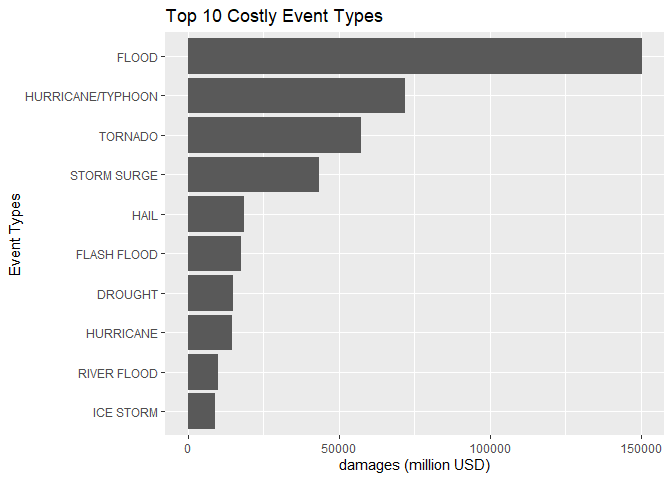 Top 10 Costly Event Types
FLOOD
HURRICANE/TYPHOON
TORNADO
STORM SURGE
HAIL
FLASH FLOOD
DROUGHT
HURRICANE
RIVER FLOOD
ICE STORM
Event Types
0 50000 100000 150000
damages (million USD)